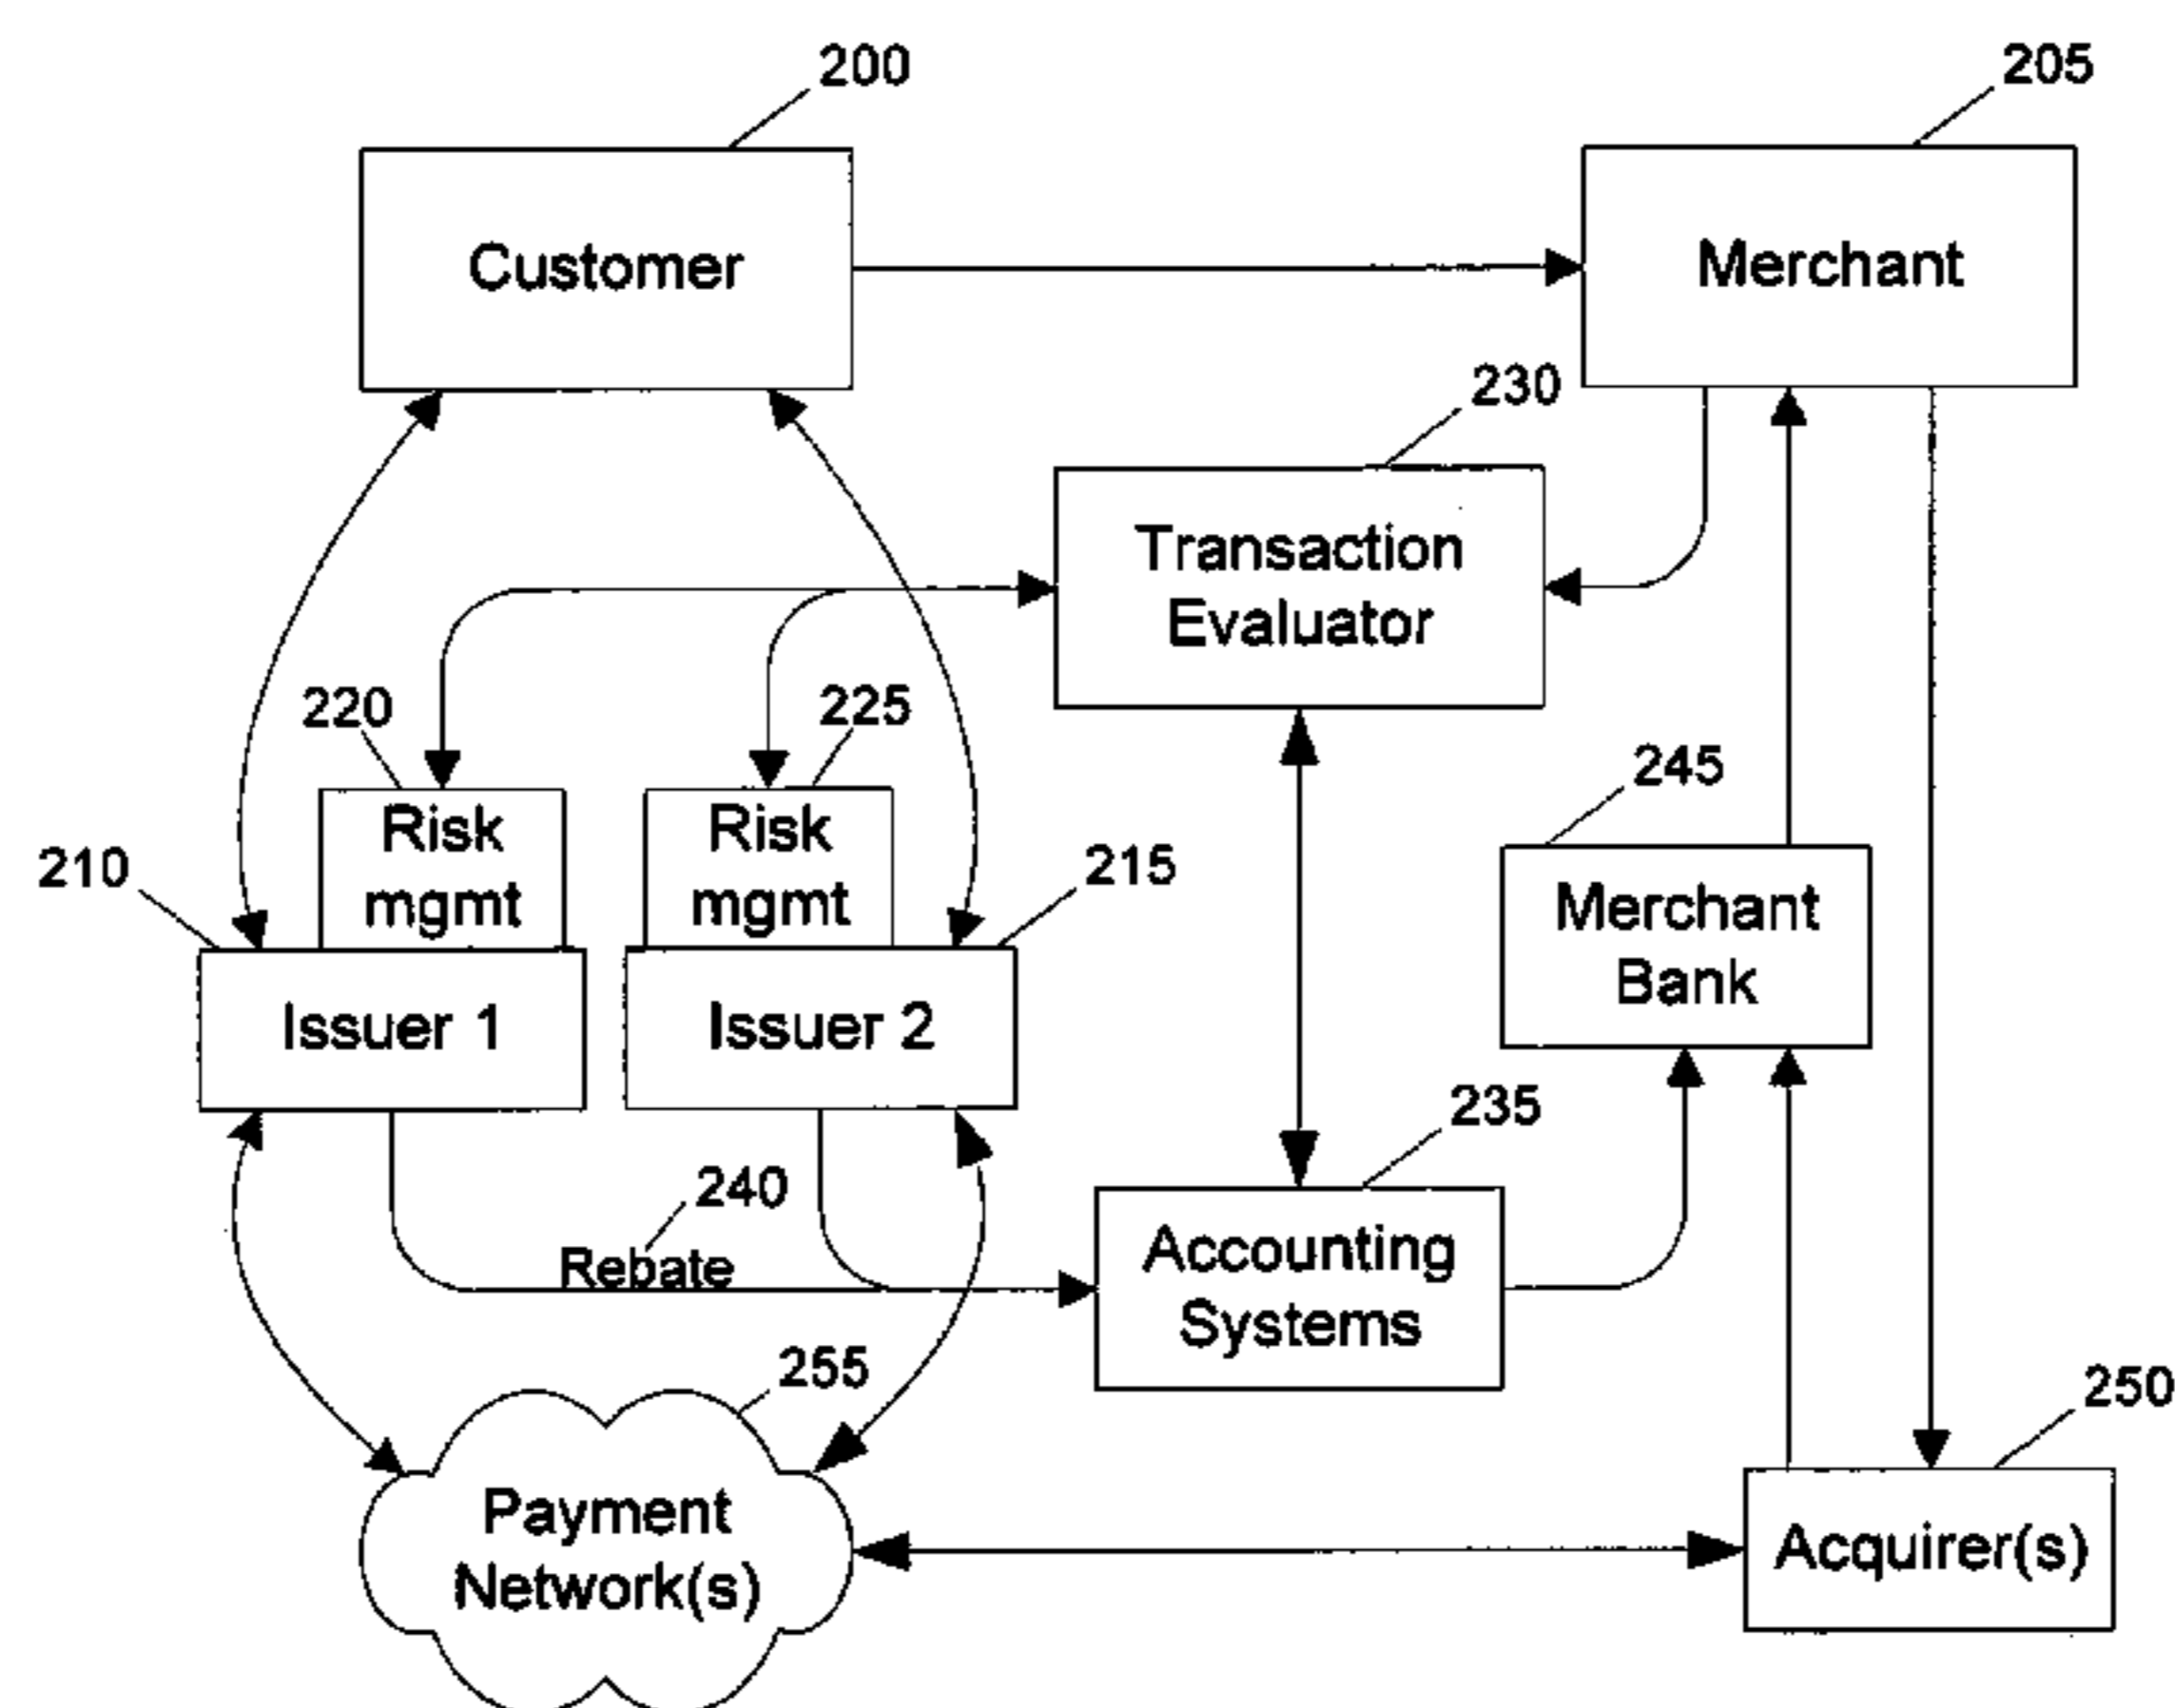 200
205
Customer
Merchant
230
Transaction
Evaluator
220
225
245
Risk
mgmt
Risk
mgmt
210
215
Merchant
Bank
Issuer 1
Issuer 2
235
240
Rebate
Accounting
Systems
255
250
Payment
Network(s)
Acquirer(s)